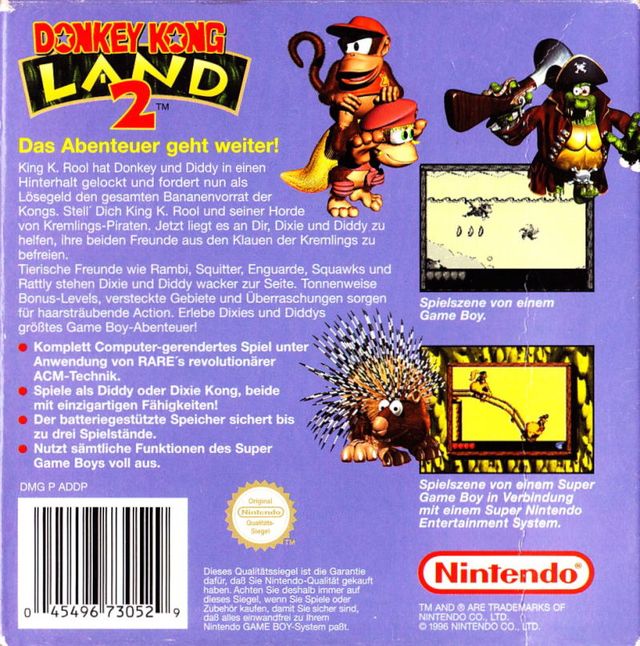 DONKEY KONG
LAND
2™
Das Abenteuer geht weiter!
King K. Rool hat Donkey und Diddy in einen
Hinterhalt gelockt und fordert nun als
Lösegeld den gesamten Bananenvorrat der
Kongs. Stell´ Dich King K. Rool und seiner Horde
von Kremlings-Piraten. Jetzt liegt es an Dir, Dixie und Diddy zu
helfen, ihre beiden Freunde aus den Klauen der Kremlings zu
befreien.
Tierische Freunde wie Rambi, Squitter, Enguarde, Squawks und
Rattly stehen Dixie und Diddy wacker zur Seite. Tonnenweise
Bonus-Levels, versteckte Gebiete und Überraschungen sorgen
für haarsträubende Action. Erlebe Dixies und Diddys
größtes Game Boy-Abenteuer!
● Komplett Computer-gerendertes Spiel unter
Anwendung von RARE´s revolutionärer
ACM-Technik.
● Spiele als Diddy oder Dixie Kong, beide
mit einzigartigen Fähigkeiten!
● Der batteriegestützte Speicher sichert bis
zu drei Spielstände.
● Nutzt sämtliche Funktionen des Super
Game Boys voll aus.
Spielszene von einem
Game Boy.
Spielszene von einem Super
Game Boy in Verbindung
mit einem Super Nintendo
Entertainment System.
DMG P ADDP
0 45496 73052 9
Original
Nintendo
Qualitäts-
Siegel
TM
Dieses Qualitätssiegel ist die Garantie
dafür, daß Sie Nintendo-Qualität gekauft
haben. Achten Sie deshalb immer auf
dieses Siegel, wenn Sie Spiele oder
Zubehör kaufen, damit Sie sicher sind,
daß alles einwandfrei zu Ihrem
Nintendo GAME BOY-System paßt.
Nintendo®
TM AND ® ARE TRADEMARKS OF
NINTENDO CO., LTD.
© 1996 NINTENDO CO., LTD.